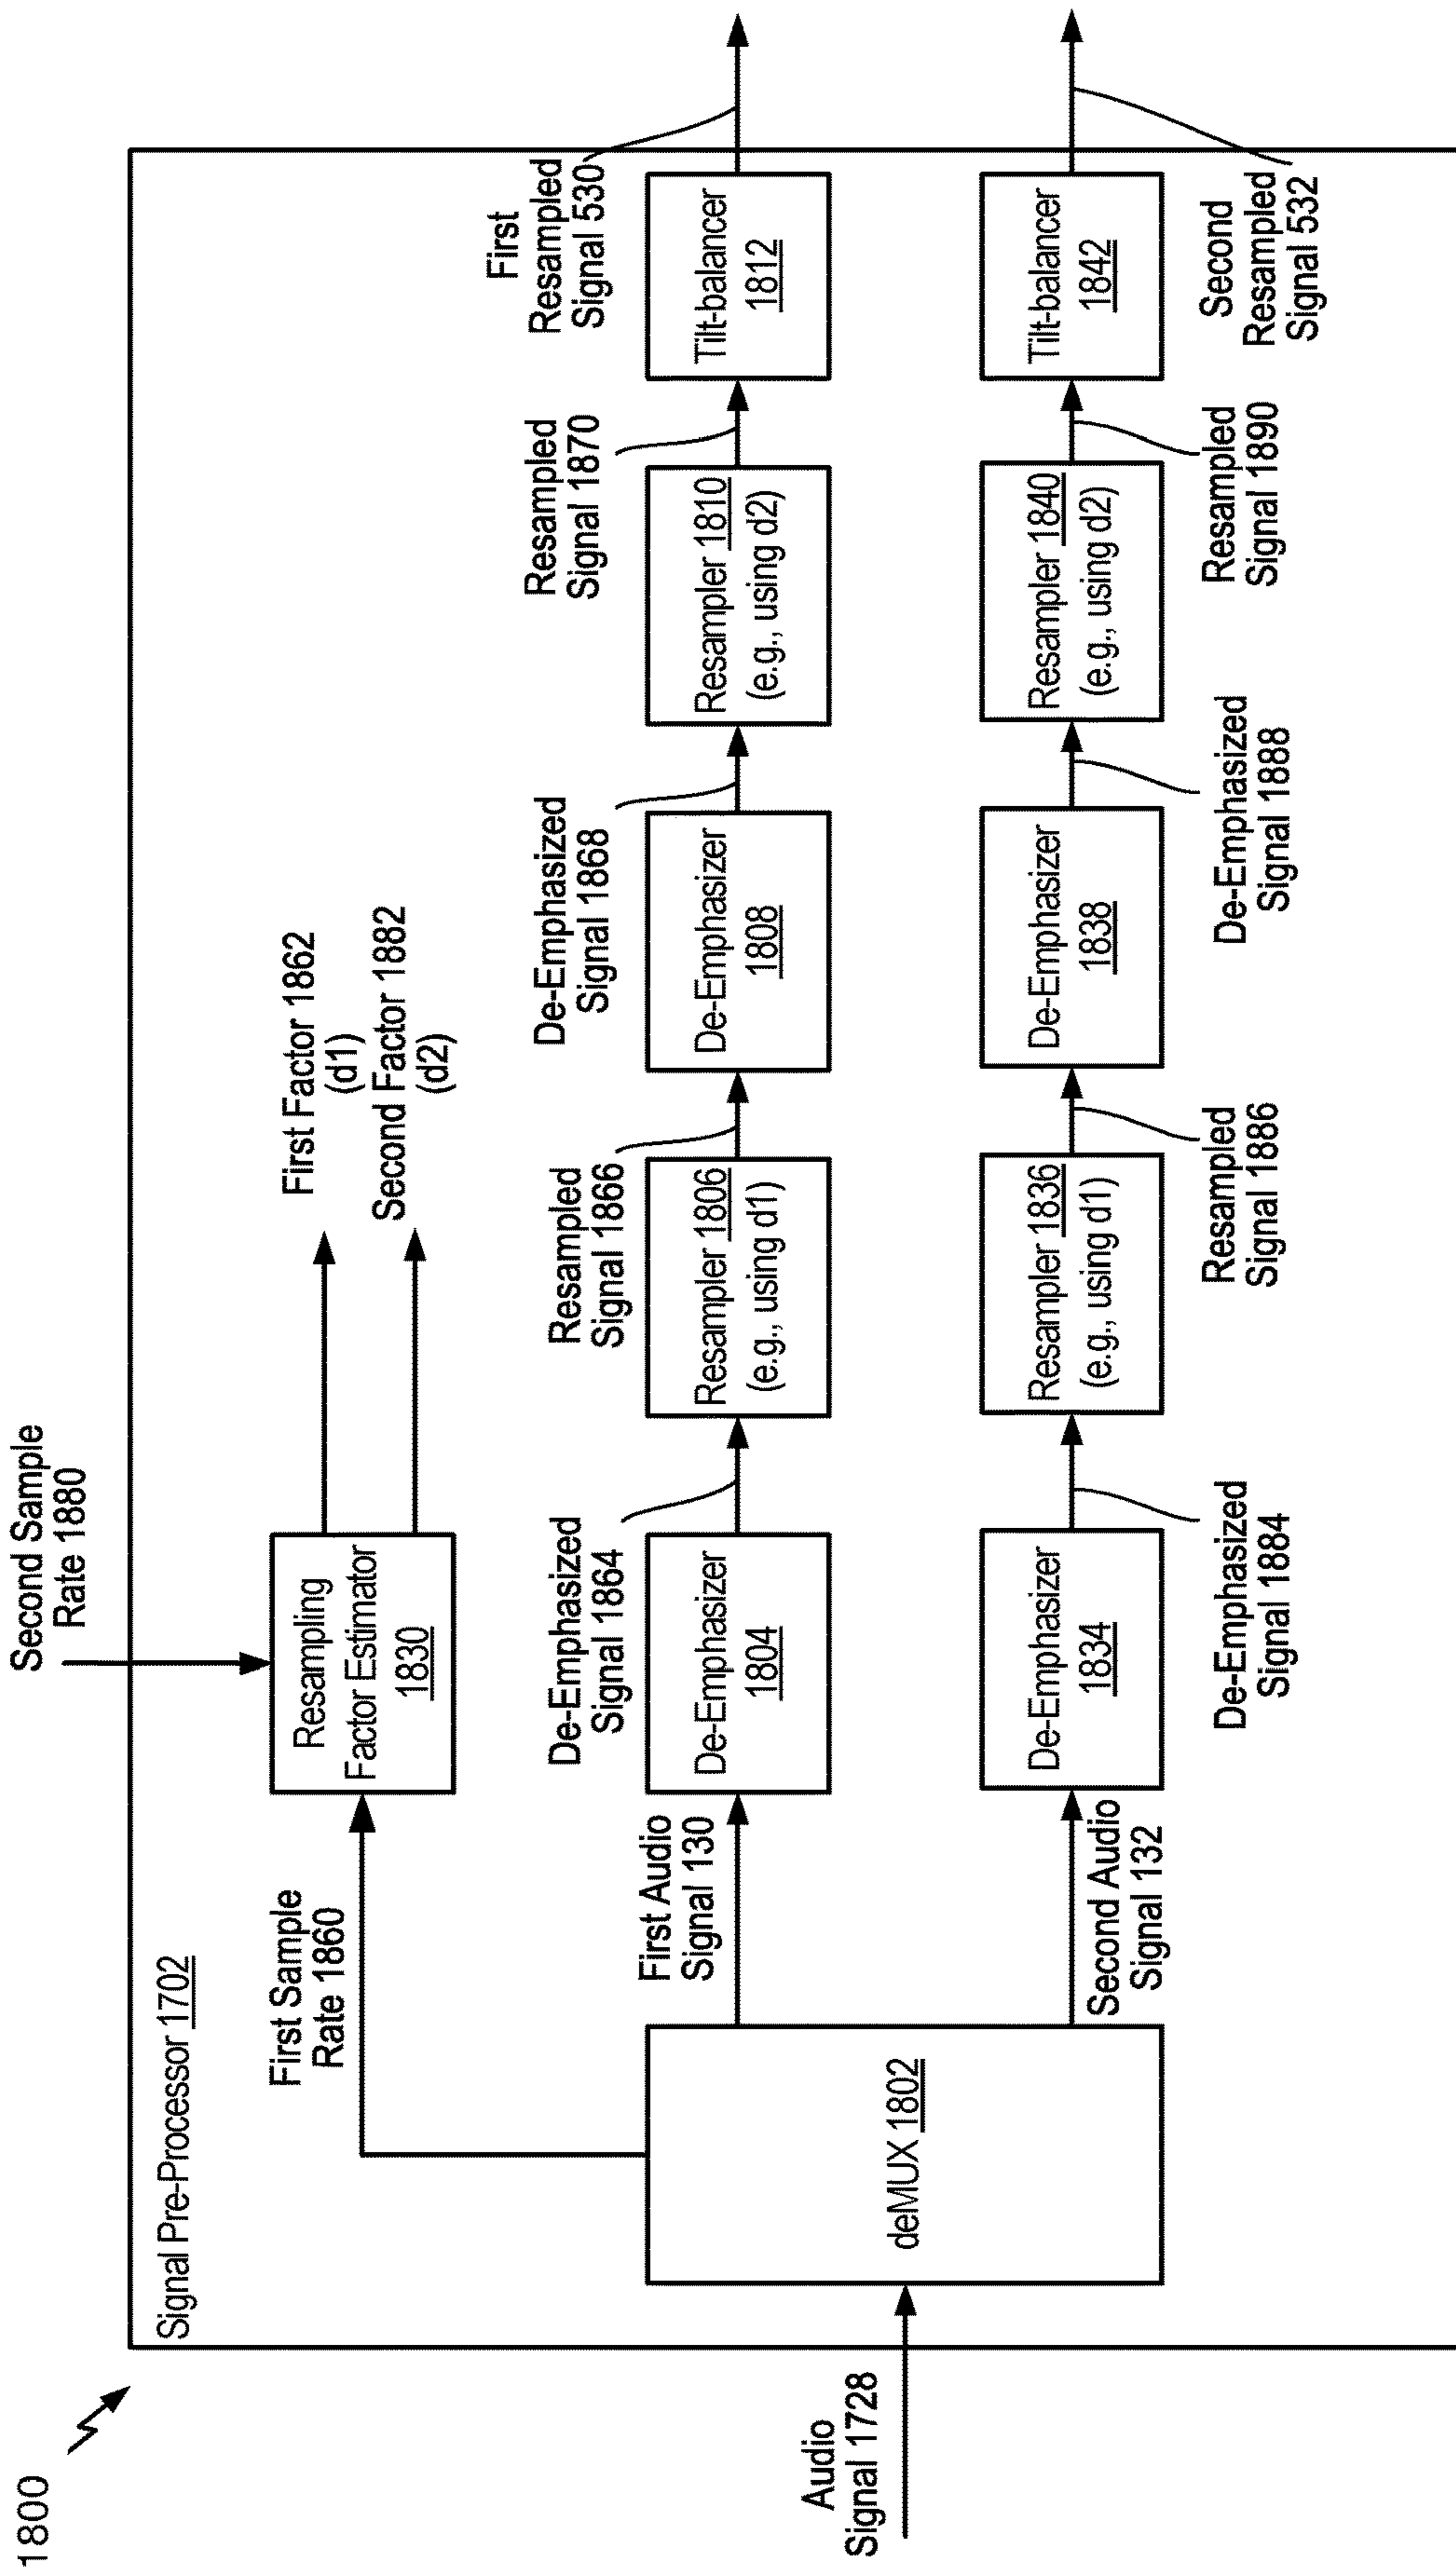 1800
Signal Pre-Processor 1702
Second Sample
Rate 1880
First Sample
Rate 1860
Resampling
Factor Estimator
1830
First Factor 1862
(d1)
Second Factor 1882
(d2)
Audio
Signal 1728
deMUX 1802
First Audio
Signal 130
De-Emphasizer
1804
De-Emphasized
Signal 1864
Resampler 1806
(e.g., using d1)
Resampled
Signal 1866
De-Emphasizer
1808
De-Emphasized
Signal 1868
Resampler 1810
(e.g., using d2)
Resampled
Signal 1870
Tilt-balancer
1812
First
Resampled
Signal 530
Second Audio
Signal 132
De-Emphasizer
1834
De-Emphasized
Signal 1884
Resampler 1836
(e.g., using d1)
Resampled
Signal 1886
De-Emphasizer
1838
De-Emphasized
Signal 1888
Resampler 1840
(e.g., using d2)
Resampled
Signal 1890
Tilt-balancer
1842
Second
Resampled
Signal 532